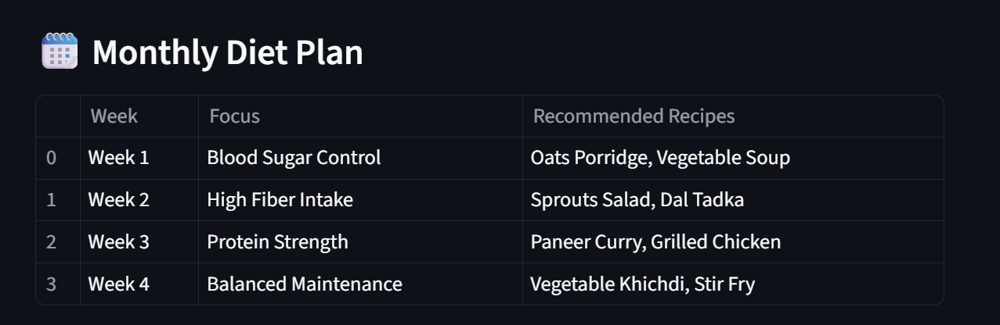 Monthly Diet Plan
Week Focus Recommended Recipes
0 Week 1 Blood Sugar Control Oats Porridge, Vegetable Soup
1 Week 2 High Fiber Intake Sprouts Salad, Dal Tadka
2 Week 3 Protein Strength Paneer Curry, Grilled Chicken
3 Week 4 Balanced Maintenance Vegetable Khichdi, Stir Fry